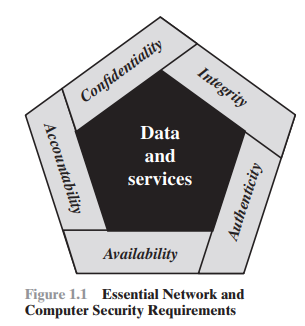 Confidentiality
Integrity
Accountability
Data
and
services
Authenticity
Availability
Figure 1.1 Essential Network and
Computer Security Requirements